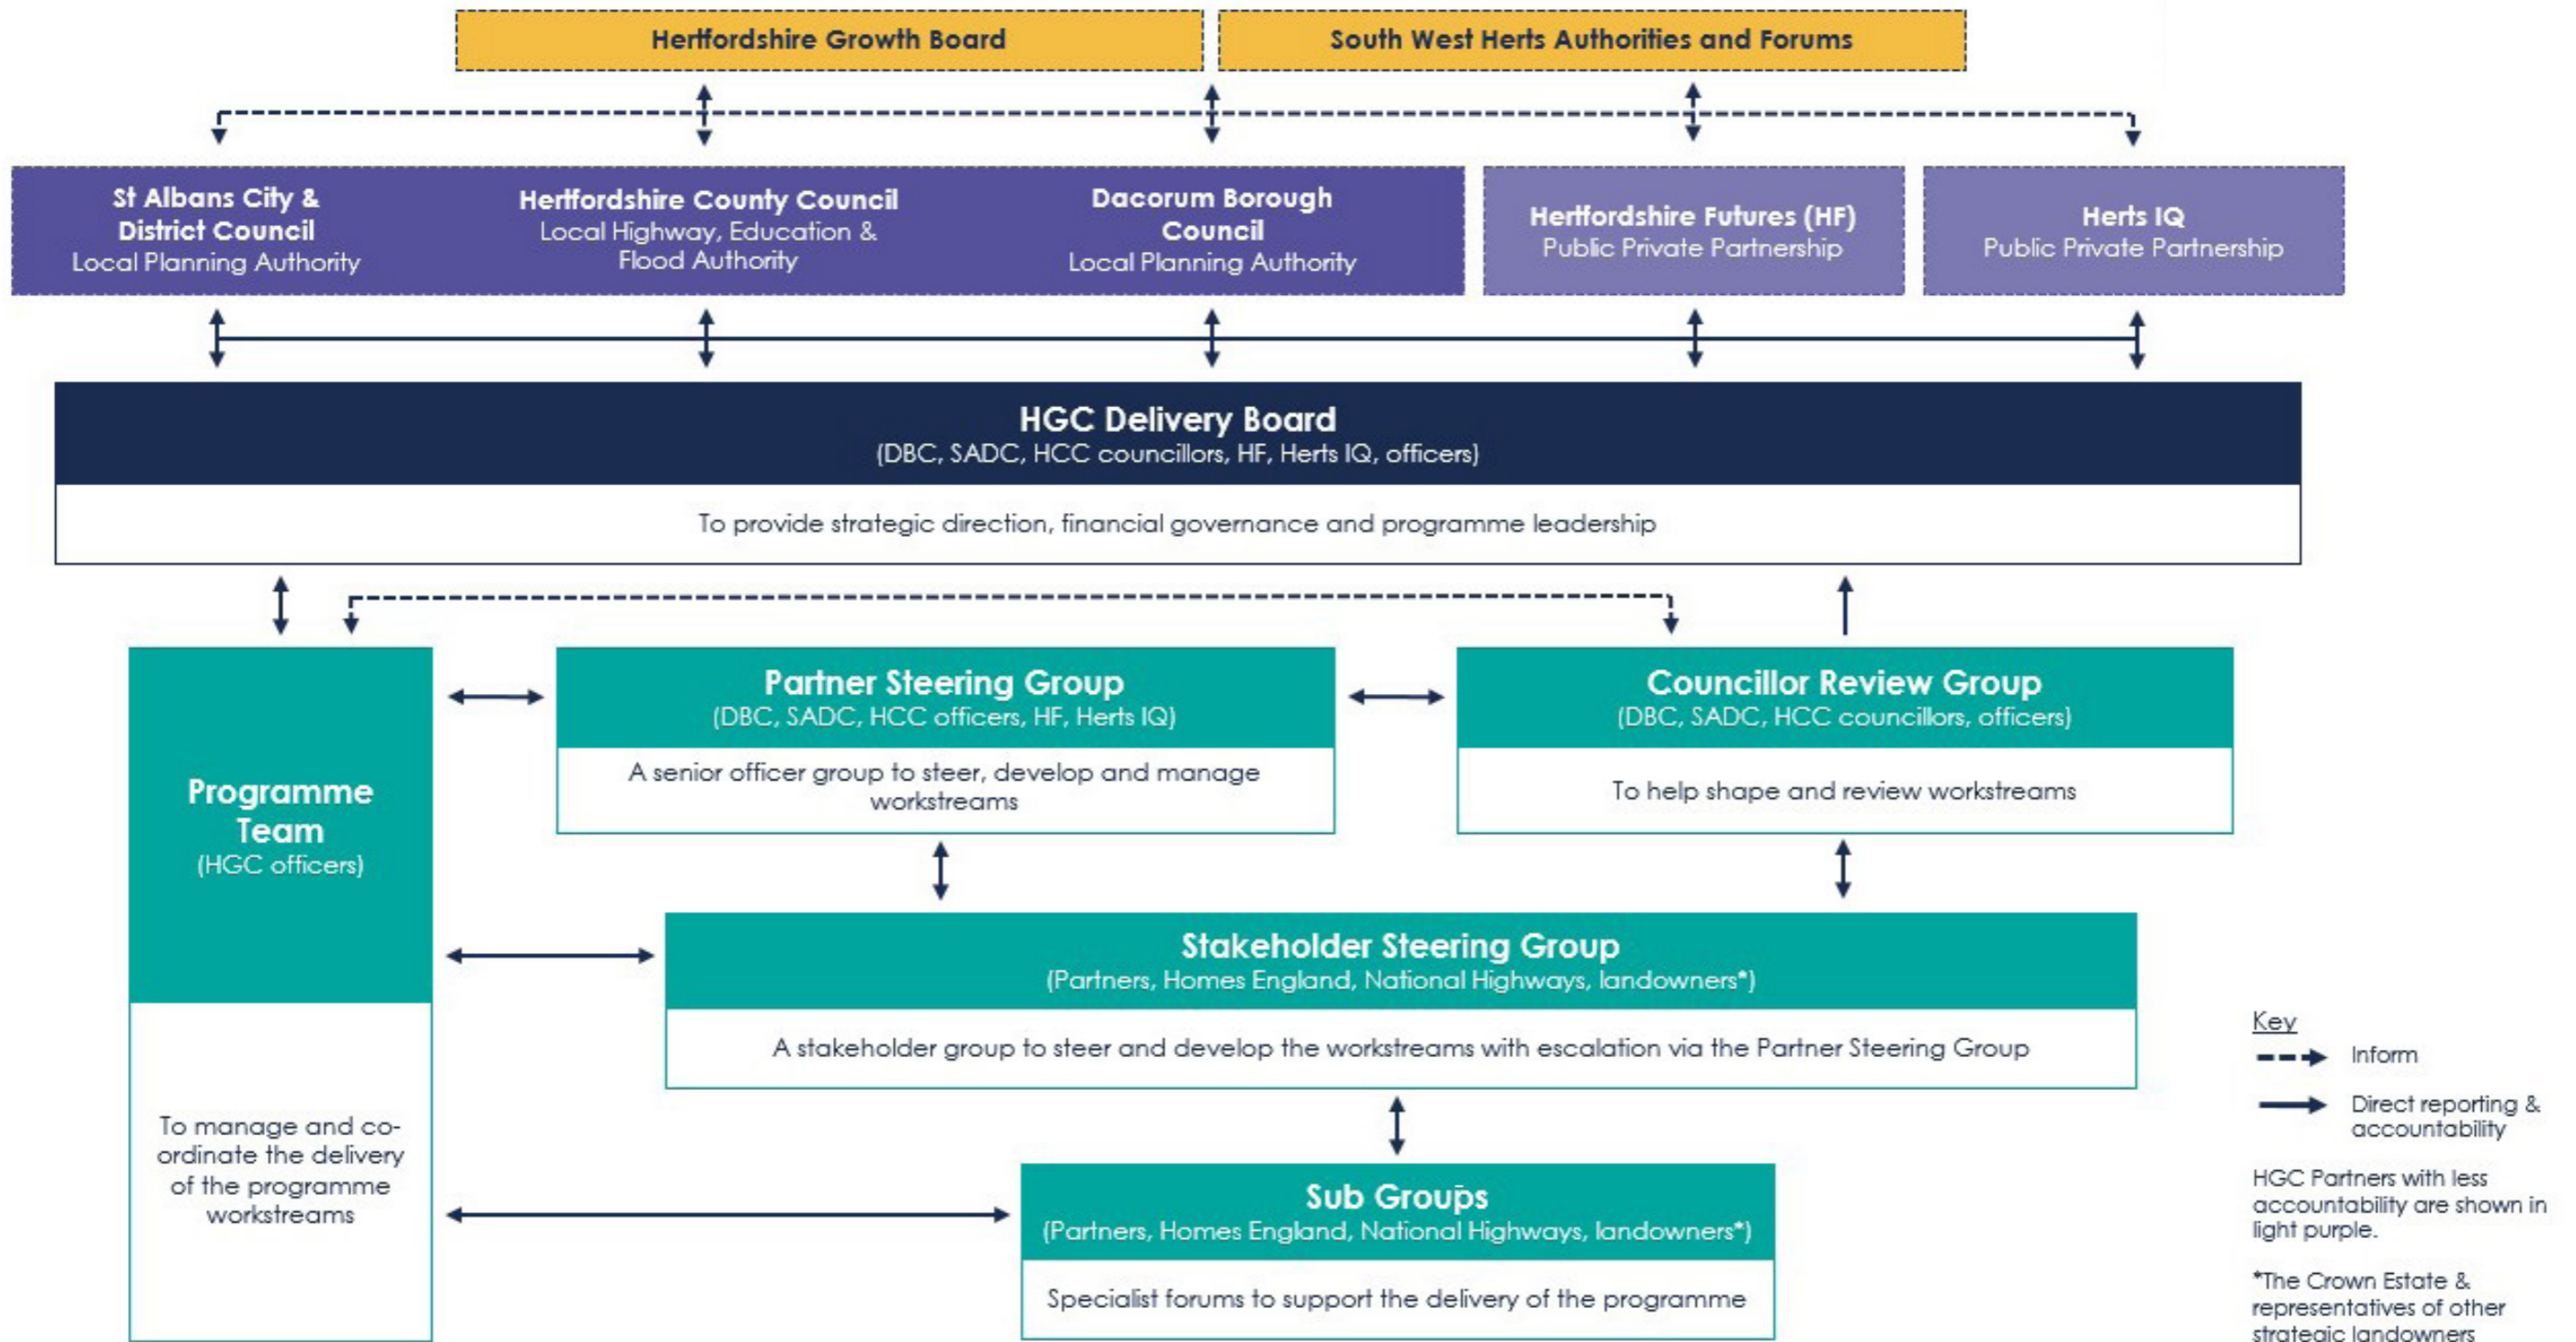 Hertfordshire Growth Board
South West Herts Authorities and Forums
St Albans City &
District Council
Local Planning Authority
Hertfordshire County Council
Local Highway, Education &
Flood Authority
Dacorum Borough
Council
Local Planning Authority
Hertfordshire Futures (HF)
Public Private Partnership
Herts IQ
Public Private Partnership
HGC Delivery Board
(DBC, SADC, HCC councillors, HF, Herts IQ, officers)
To provide strategic direction, financial governance and programme leadership
Programme
Team
(HGC officers)
To manage and co-
ordinate the delivery
of the programme
workstreams
Partner Steering Group
(DBC, SADC, HCC officers, HF, Herts IQ)
A senior officer group to steer, develop and manage
workstreams
Councillor Review Group
(DBC, SADC, HCC councillors, officers)
To help shape and review workstreams
Stakeholder Steering Group
(Partners, Homes England, National Highways, landowners*)
A stakeholder group to steer and develop the workstreams with escalation via the Partner Steering Group
Sub Groups
(Partners, Homes England, National Highways, landowners*)
Specialist forums to support the delivery of the programme
Key
Inform
Direct reporting &
accountability
HGC Partners with less
accountability are shown in
light purple.
*The Crown Estate &
representatives of other
strategic landowners